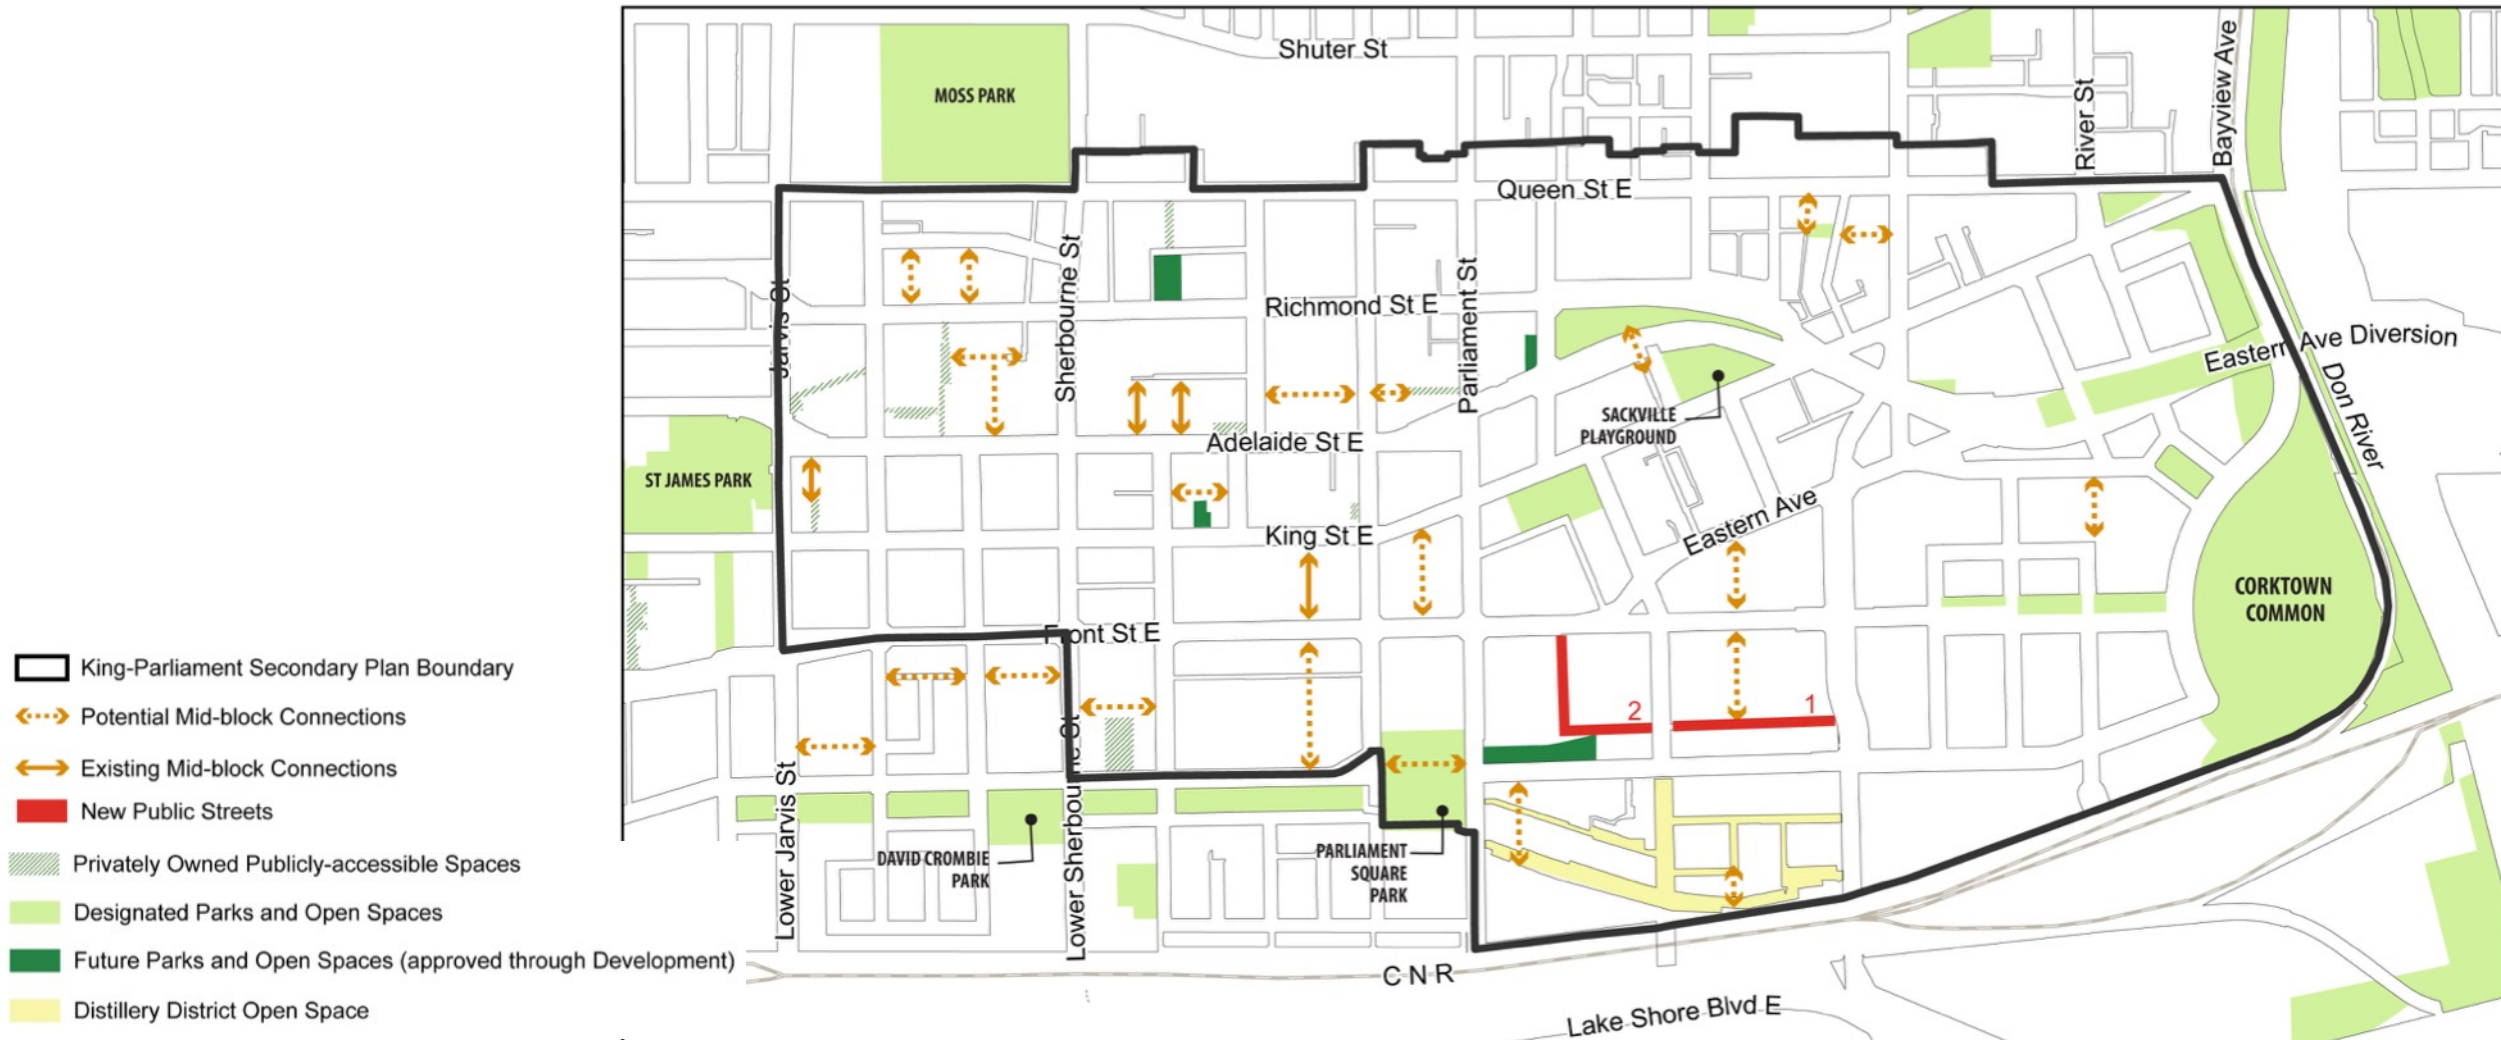 Shuter St
MOSS PARK
River St
Bayview Ave
Queen St E
Jarvis St
Sherbourne St
Richmond St E
Parliament St
Eastern Ave Diversion
Don River
SACKVILLE
PLAYGROUND
Adelaide St E
ST JAMES PARK
King St E
Eastern Ave
CORKTOWN
COMMON
Front St E
2
1
Lower Jarvis St
Lower Sherbourne St
DAVID CROMBIE
PARK
PARLIAMENT
SQUARE
PARK
C N R
Lake Shore Blvd E
King-Parliament Secondary Plan Boundary
Potential Mid-block Connections
Existing Mid-block Connections
New Public Streets
Privately Owned Publicly-accessible Spaces
Designated Parks and Open Spaces
Future Parks and Open Spaces (approved through Development)
Distillery District Open Space